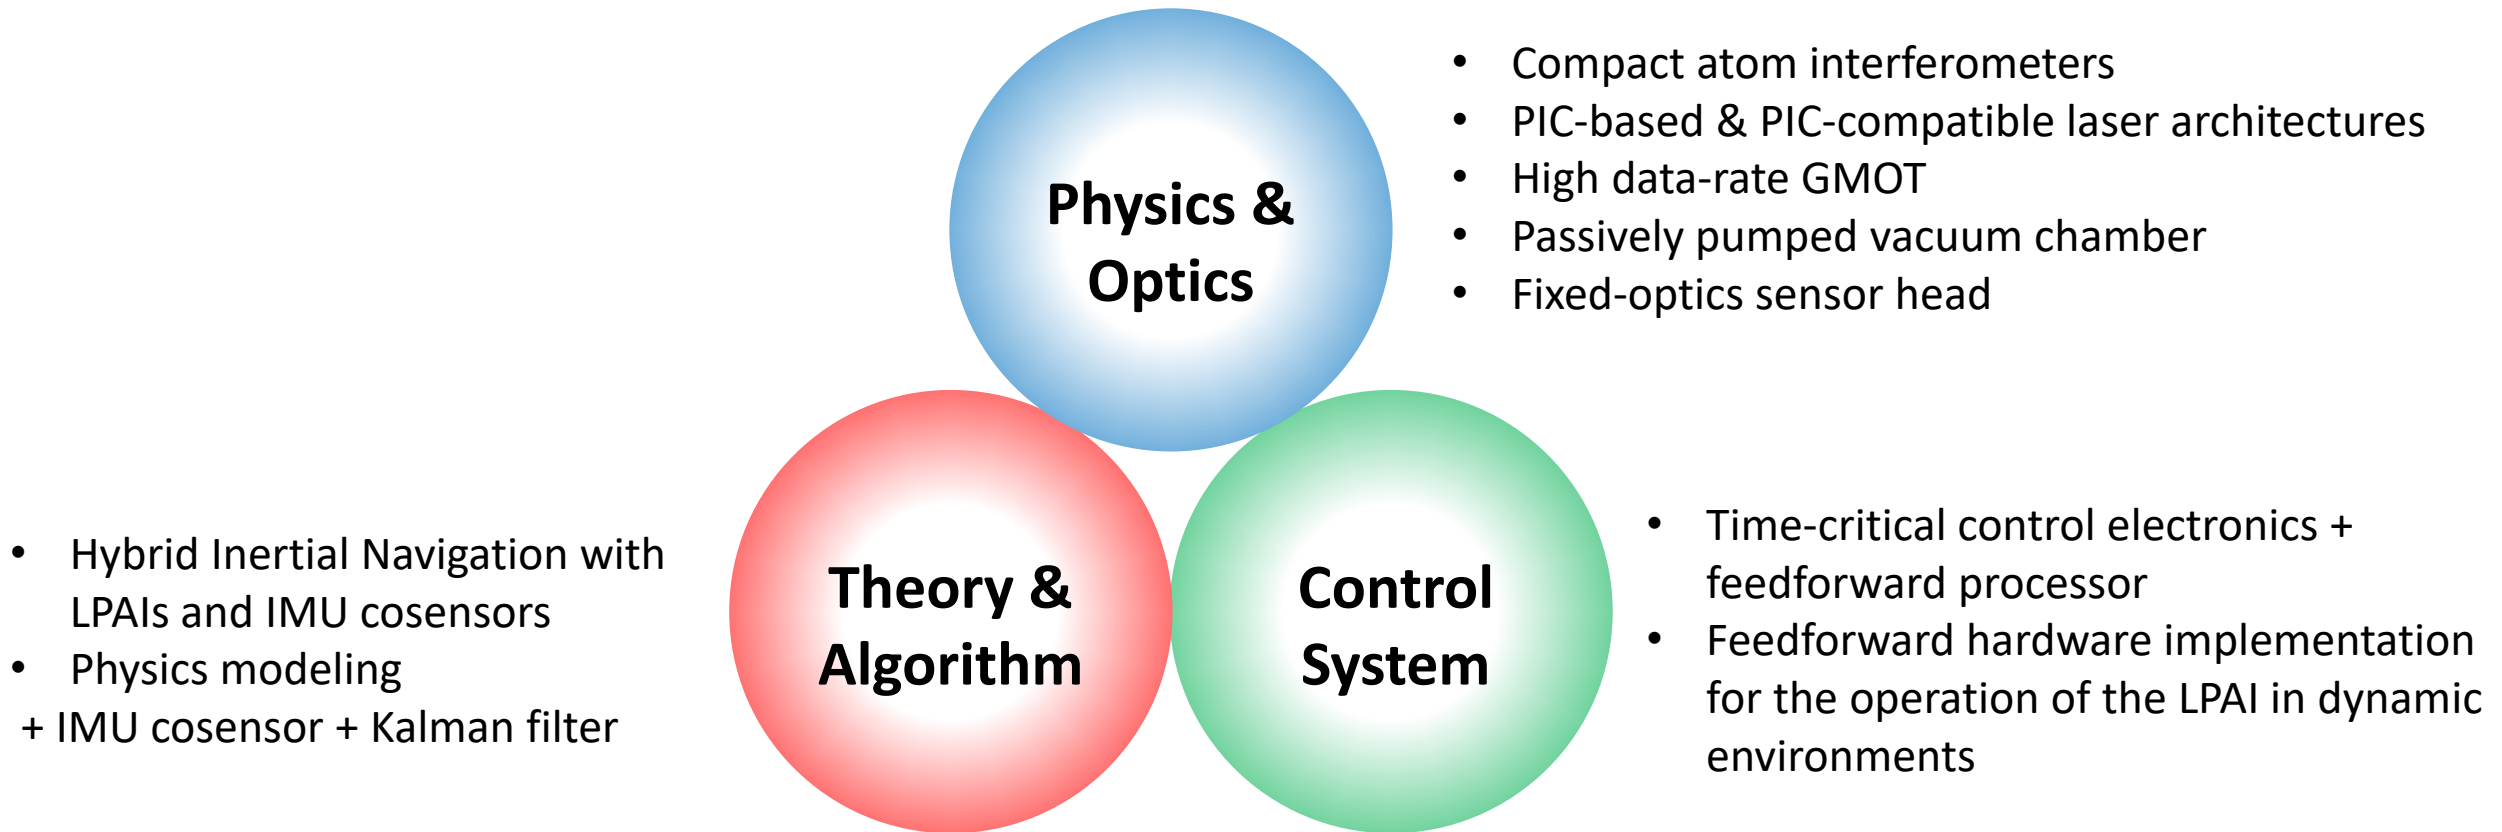 Physics &
Optics
• Compact atom interferometers
• PIC-based & PIC-compatible laser architectures
• High data-rate GMOT
• Passively pumped vacuum chamber
• Fixed-optics sensor head
• Hybrid Inertial Navigation with
LPAIs and IMU cosensors
• Physics modeling
+ IMU cosensor + Kalman filter
Theory &
Algorithm
Control
System
• Time-critical control electronics +
feedforward processor
• Feedforward hardware implementation
for the operation of the LPAI in dynamic
environments